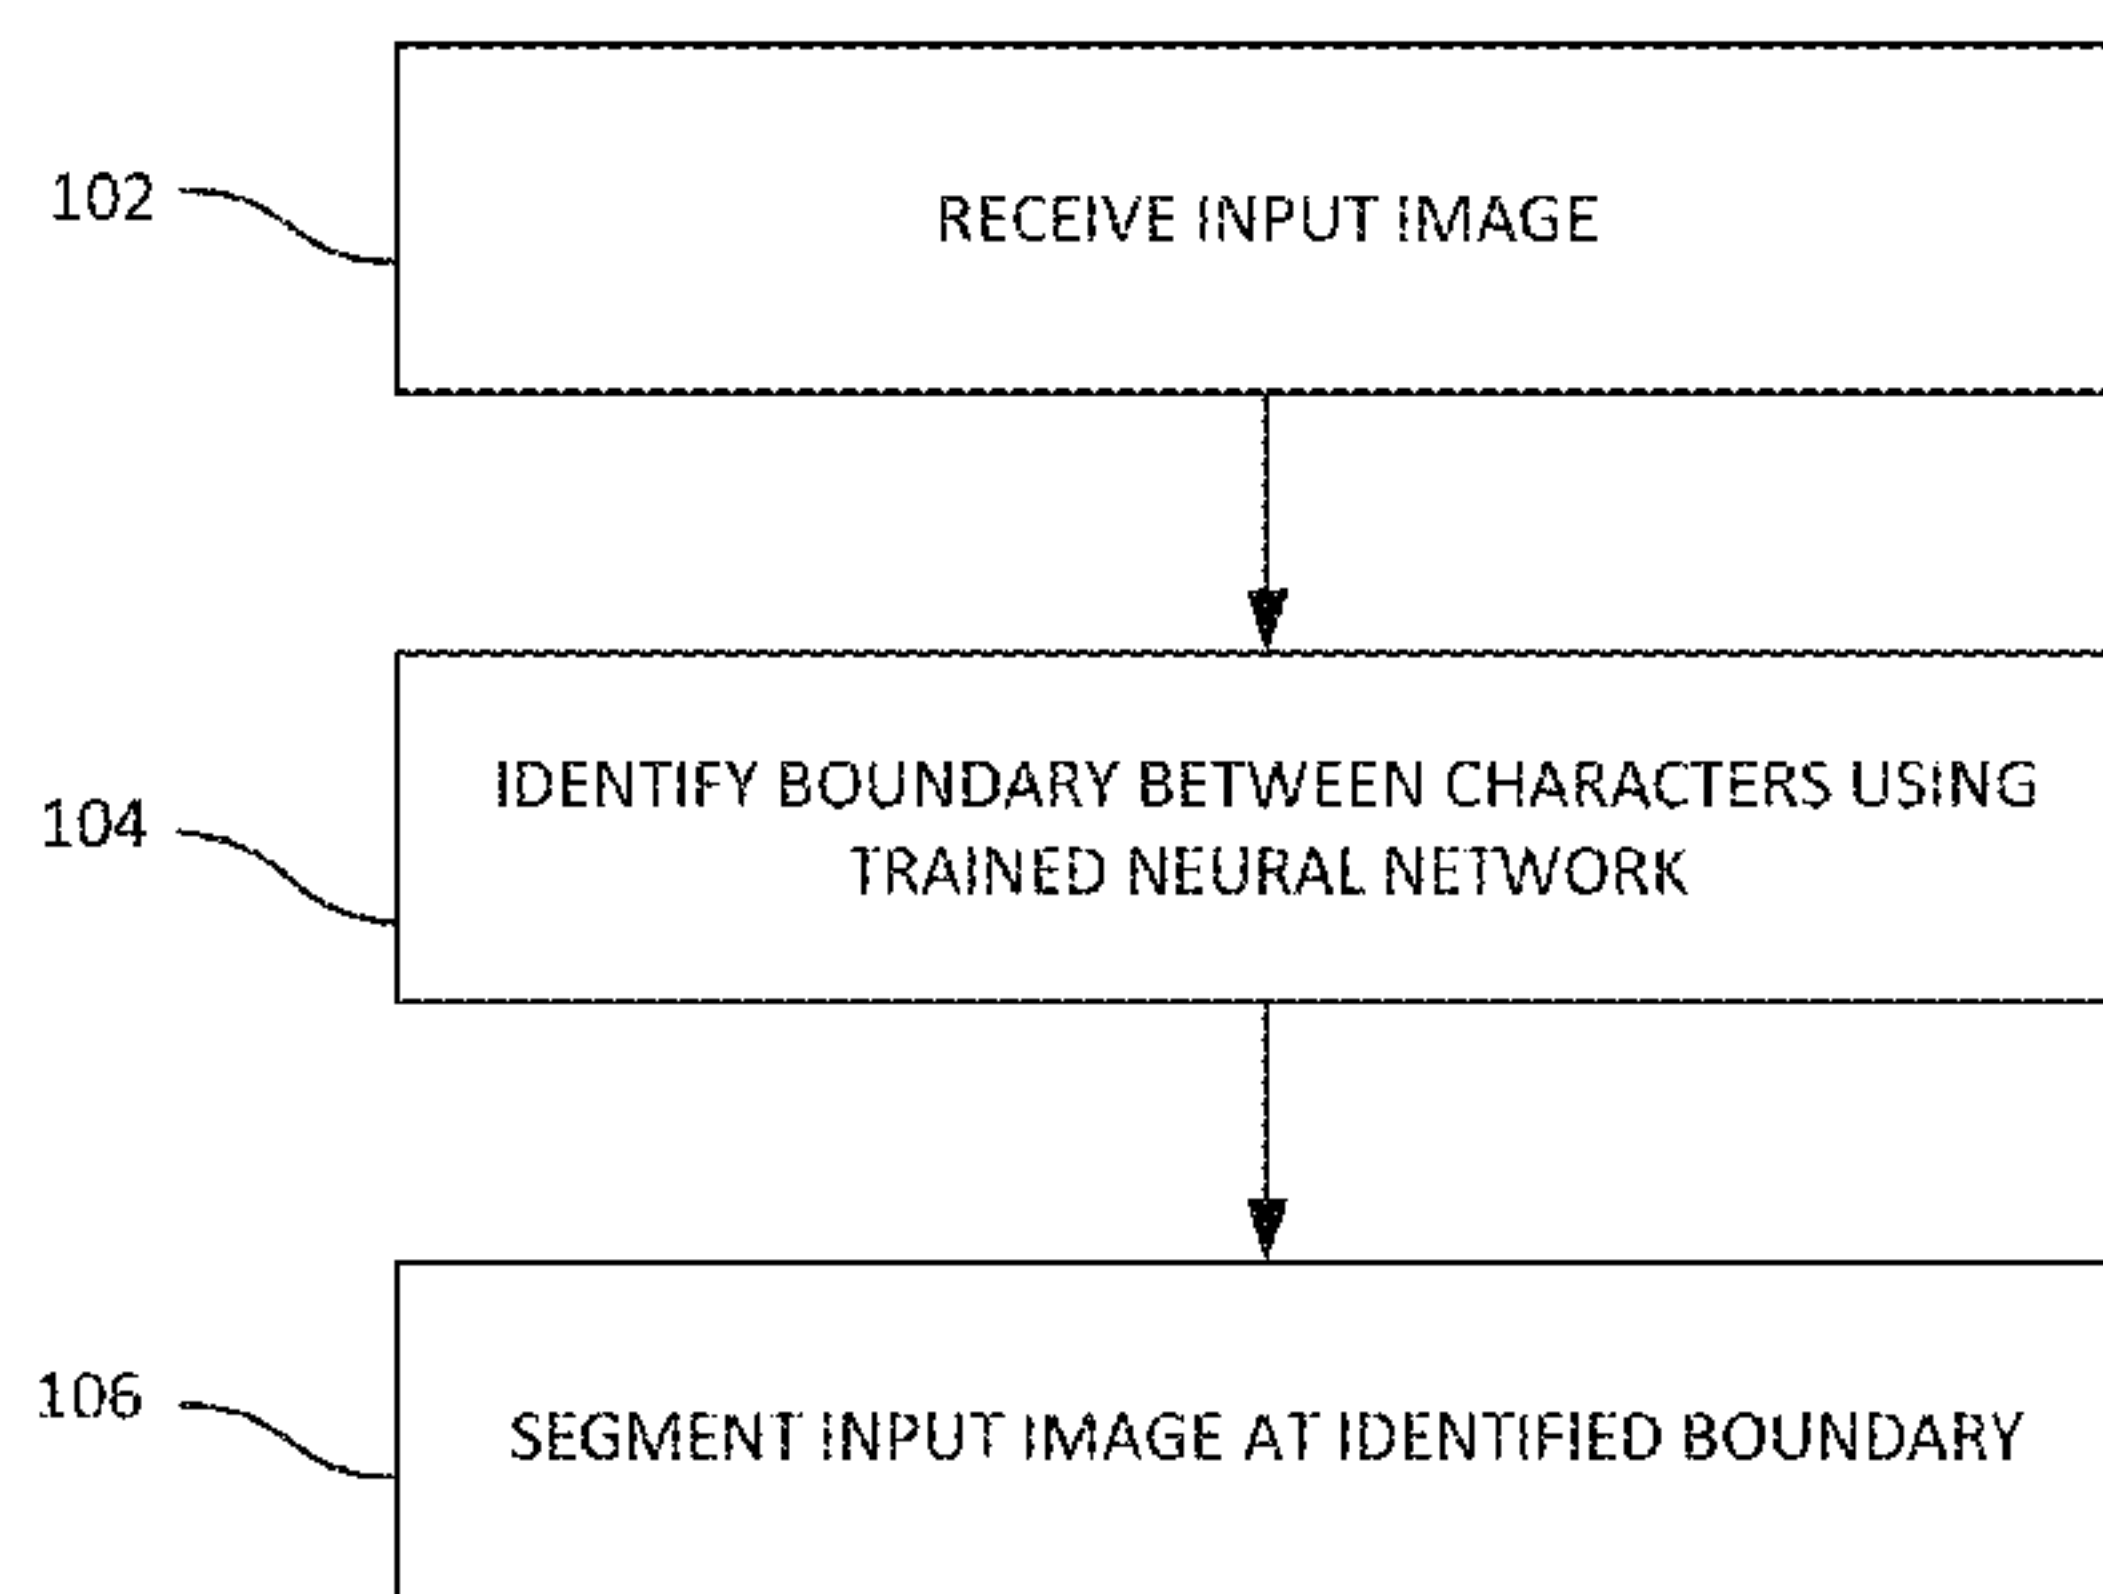 102
RECEIVE INPUT IMAGE
104
IDENTIFY BOUNDARY BETWEEN CHARACTERS USING
TRAINED NEURAL NETWORK
106
SEGMENT INPUT IMAGE AT IDENTIFIED BOUNDARY